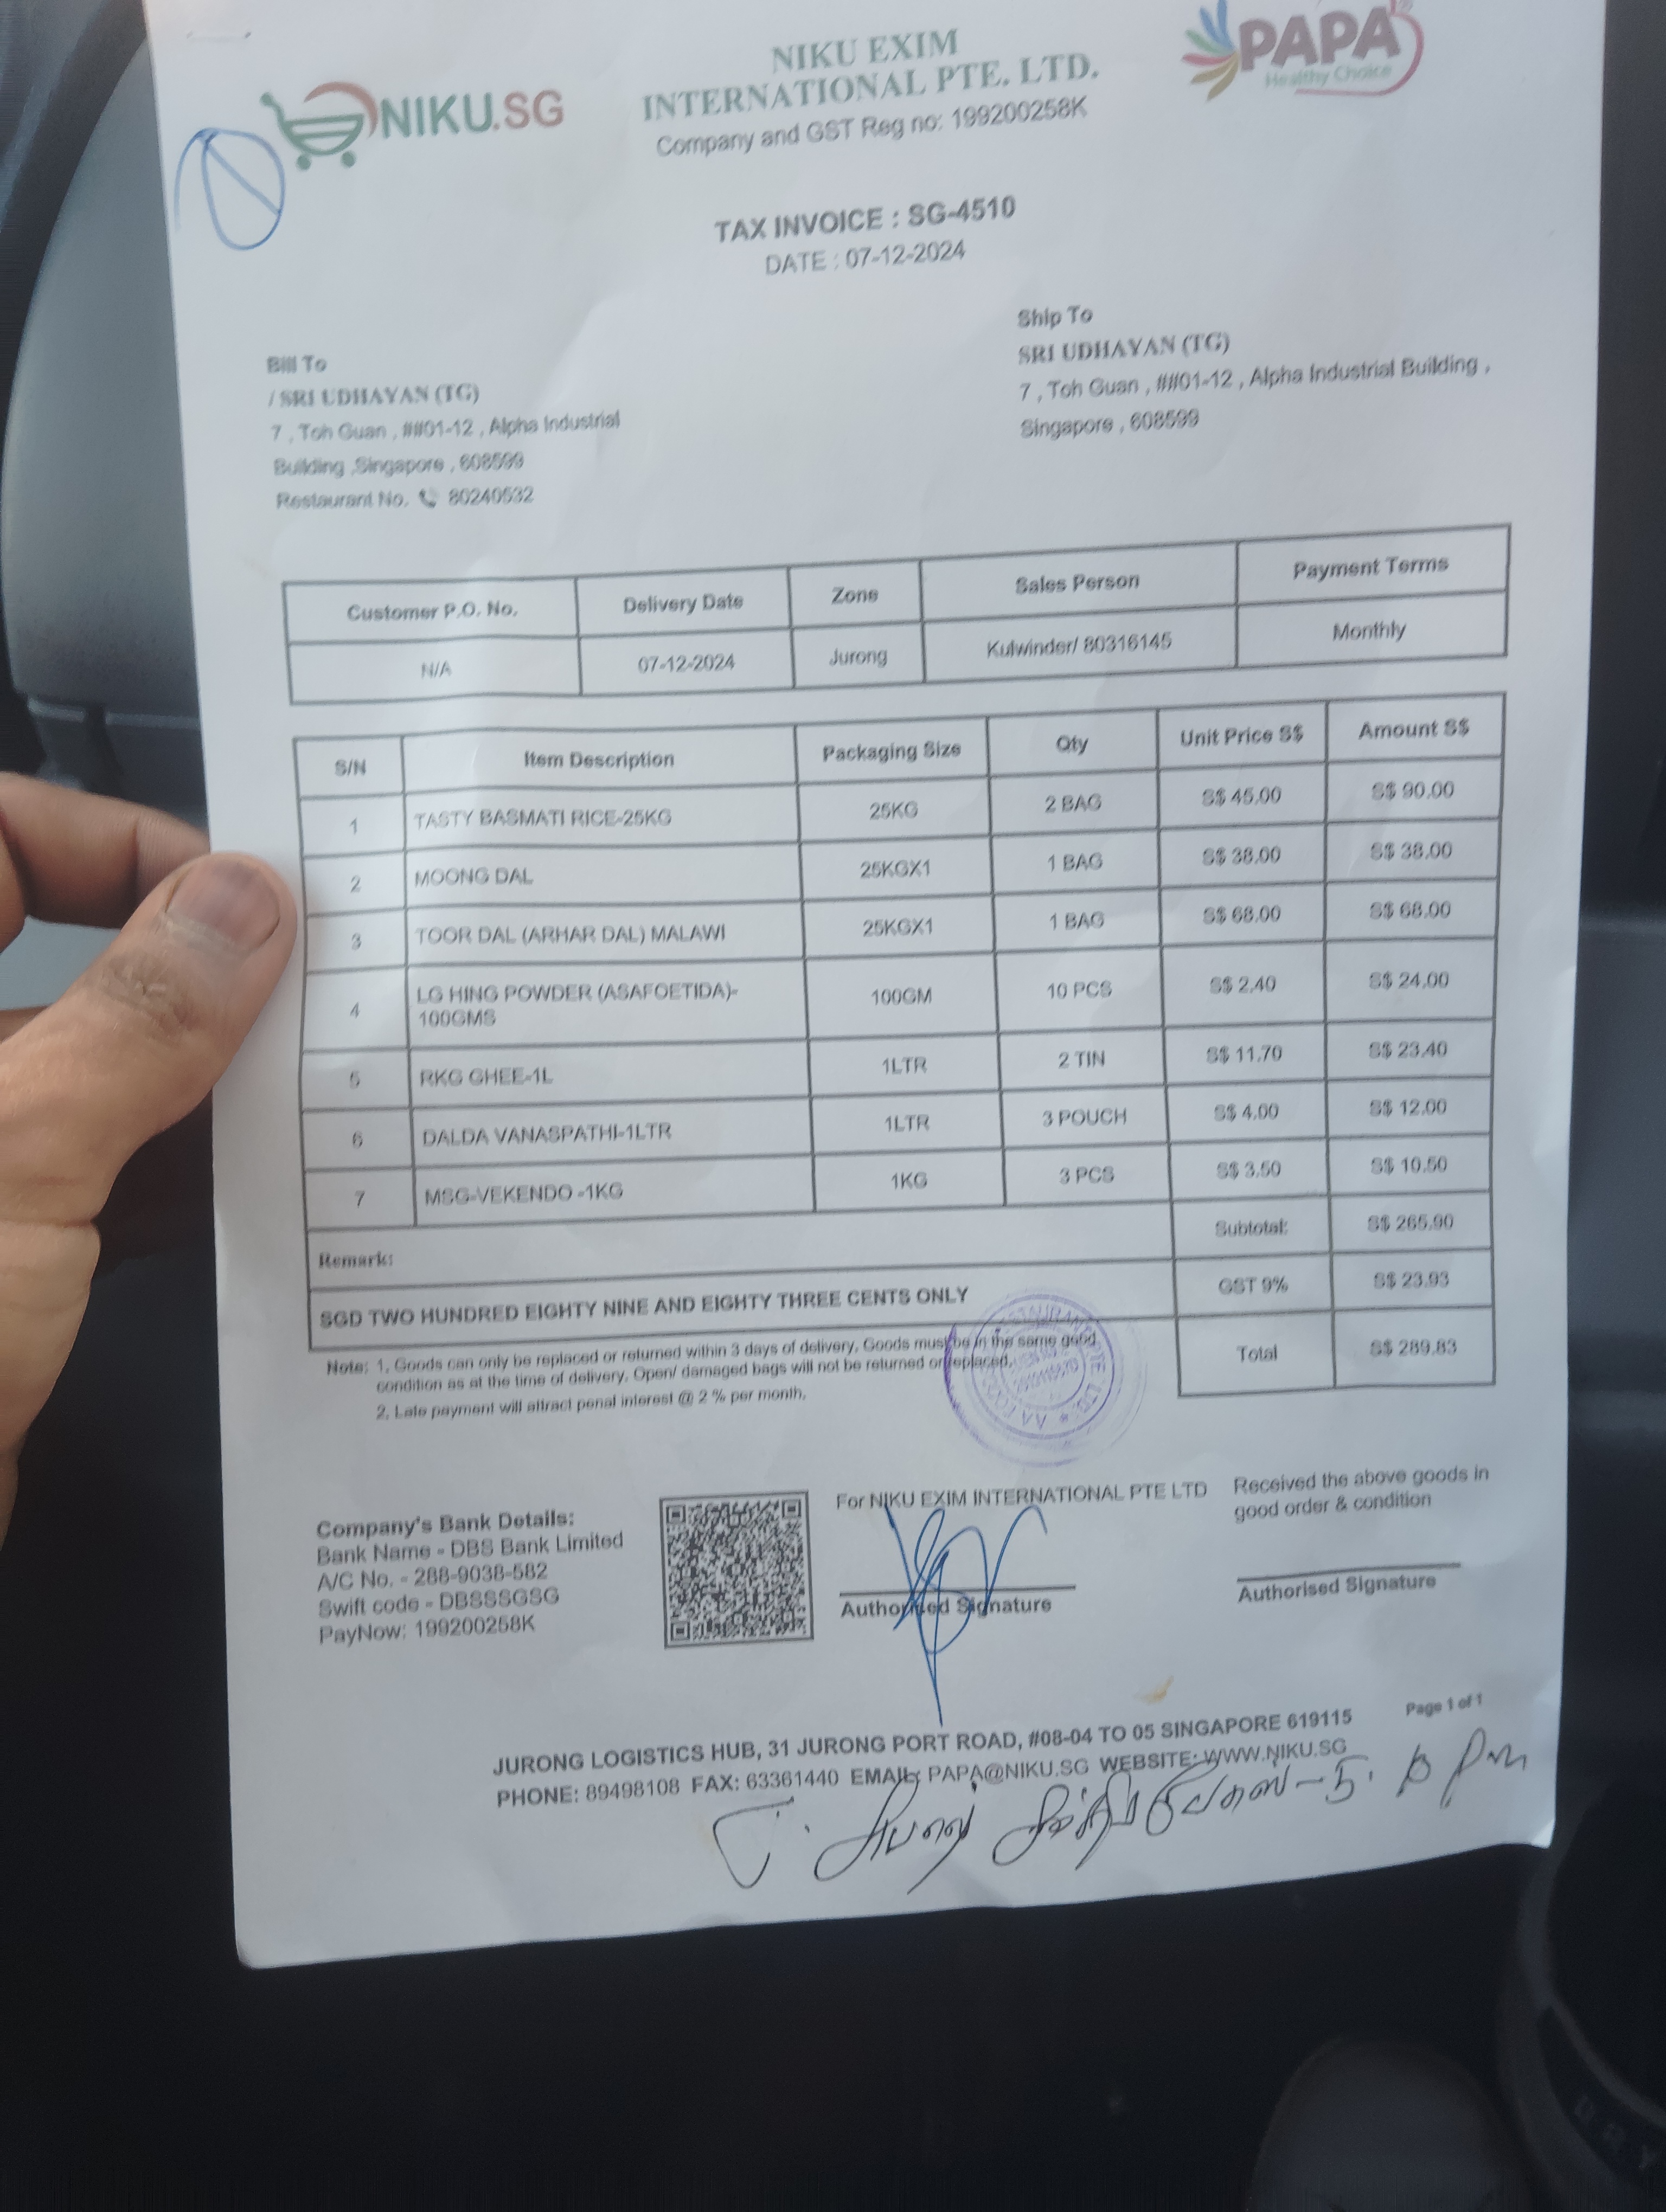 NIKU.SG
NIKU EXIM
INTERNATIONAL PTE. LTD.
Company and GST Reg no: 199200258K
PAPA
Healthy Choice
TAX INVOICE : SG-4510
DATE : 07-12-2024
Bill To
/ SRI UDHAYAN (TG)
7 , Toh Guan , ##01-12 , Alpha Industrial
Building ,Singapore , 608599
Restaurant No. 80240532
Ship To
SRI UDHAYAN (TG)
7 , Toh Guan , ##01-12 , Alpha Industrial Building ,
Singapore , 608599
Customer P.O. No. Delivery Date Zone Sales Person Payment Terms
N/A 07-12-2024 Jurong Kulwinder/ 80316145 Monthly
S/N Item Description Packaging Size Qty Unit Price S$ Amount S$
1 TASTY BASMATI RICE-25KG 25KG 2 BAG S$ 45.00 S$ 90.00
2 MOONG DAL 25KGX1 1 BAG S$ 38.00 S$ 38.00
3 TOOR DAL (ARHAR DAL) MALAWI 25KGX1 1 BAG S$ 68.00 S$ 68.00
4 LG HING POWDER (ASAFOETIDA)- 100GM 10 PCS S$ 2.40 S$ 24.00
100GMS
5 RKG GHEE-1L 1LTR 2 TIN S$ 11.70 S$ 23.40
6 DALDA VANASPATHI-1LTR 1LTR 3 POUCH S$ 4.00 S$ 12.00
7 MSG-VEKENDO -1KG 1KG 3 PCS S$ 3.50 S$ 10.50
Subtotal: S$ 265.90
Remark:
GST 9% S$ 23.93
SGD TWO HUNDRED EIGHTY NINE AND EIGHTY THREE CENTS ONLY
Total S$ 289.83
Note: 1. Goods can only be replaced or returned within 3 days of delivery. Goods must be in the same good
condition as at the time of delivery. Open/ damaged bags will not be returned or replaced.
2. Late payment will attract penal interest @ 2 % per month.
Company's Bank Details:
Bank Name - DBS Bank Limited
A/C No. - 288-9038-582
Swift code - DBSSSGSG
PayNow: 199200258K
For NIKU EXIM INTERNATIONAL PTE LTD
Authorised Signature
Received the above goods in
good order & condition
Authorised Signature
Page 1 of 1
JURONG LOGISTICS HUB, 31 JURONG PORT ROAD, #08-04 TO 05 SINGAPORE 619115
PHONE: 89498108 FAX: 63361440 EMAIL: PAPA@NIKU.SG WEBSITE: WWW.NIKU.SG